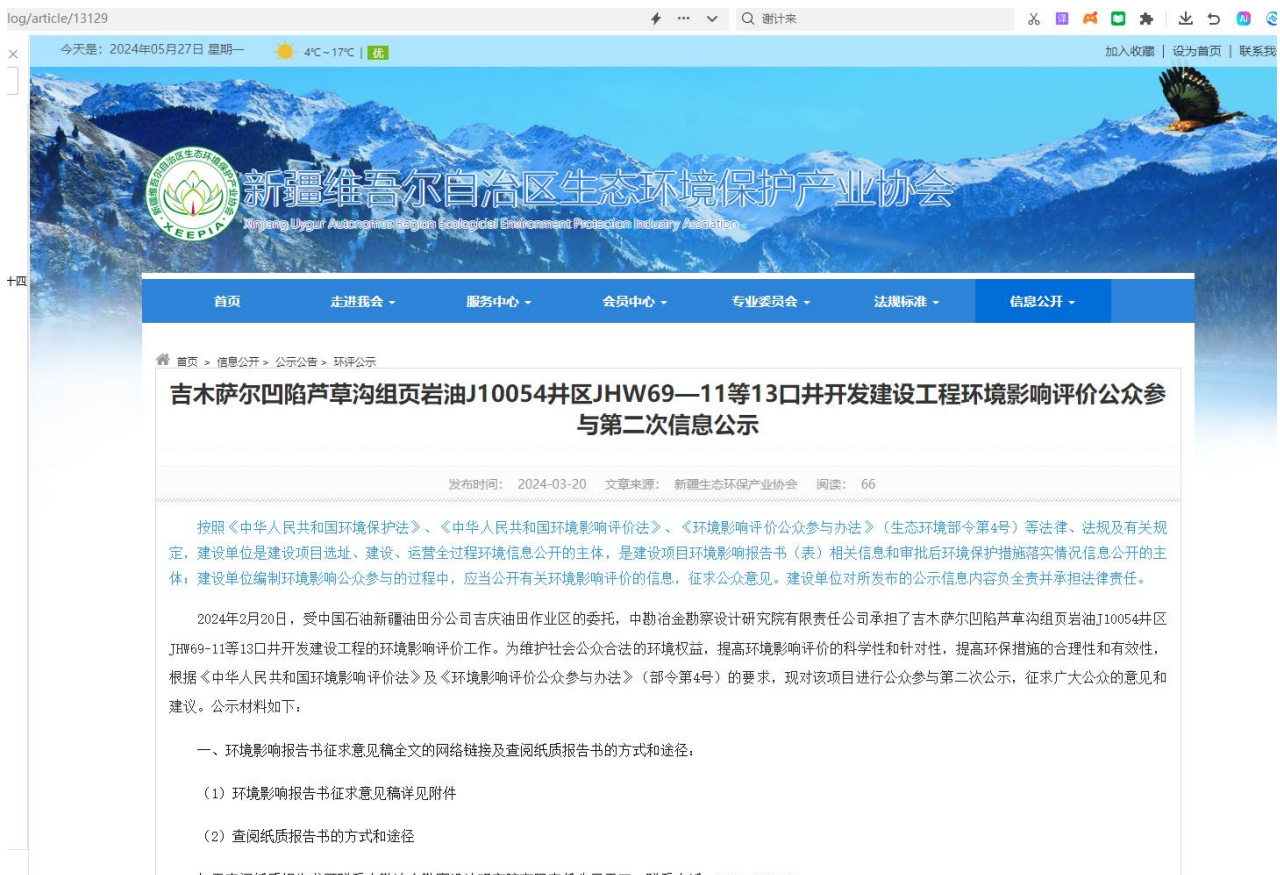 log/article/13129
谢计来
今天是：2024年05月27日 星期一
4℃~17℃ | 优
加入收藏 | 设为首页 | 联系我
新疆维吾尔自治区生态环境保护产业协会
XEEPIA
新疆维吾尔自治区生态环境保护产业协会
Xinjiang Uygur Autonomous Region Ecological Environment Protection Industry
十四
首页 走进我会 服务中心 会员中心 专业委员会 法规标准 信息公开
首页 > 信息公开 > 公示公告 > 环评公示
吉木萨尔凹陷芦草沟组页岩油J10054井区JHW69—11等13口井开发建设工程环境影响评价公众参
与第二次信息公示
发布时间： 2024-03-20 文章来源： 新疆生态环保产业协会 阅读： 66
按照《中华人民共和国环境保护法》、《中华人民共和国环境影响评价法》、《环境影响评价公众参与办法》（生态环境部令第4号）等法律、法规及有关规
定，建设单位是建设项目选址、建设、运营全过程环境信息公开的主体，是建设项目环境影响报告书（表）相关信息和审批后环境保护措施落实情况信息公开的主
体；建设单位编制环境影响公众参与的过程中，应当公开有关环境影响评价的信息，征求公众意见。建设单位对所发布的公示信息内容负全责并承担法律责任。
2024年2月20日，受中国石油新疆油田分公司吉庆油田作业区的委托，中勘冶金勘察设计研究院有限责任公司承担了吉木萨尔凹陷芦草沟组页岩油J10054井区
JHW69-11等13口井开发建设工程的环境影响评价工作。为维护社会公众合法的环境权益，提高环境影响评价的科学性和针对性，提高环保措施的合理性和有效性，
根据《中华人民共和国环境影响评价法》及《环境影响评价公众参与办法》（部令第4号）的要求，现对该项目进行公众参与第二次公示，征求广大公众的意见和
建议。公示材料如下：
一、环境影响报告书征求意见稿全文的网络链接及查阅纸质报告书的方式和途径：
（1）环境影响报告书征求意见稿详见附件
（2）查阅纸质报告书的方式和途径